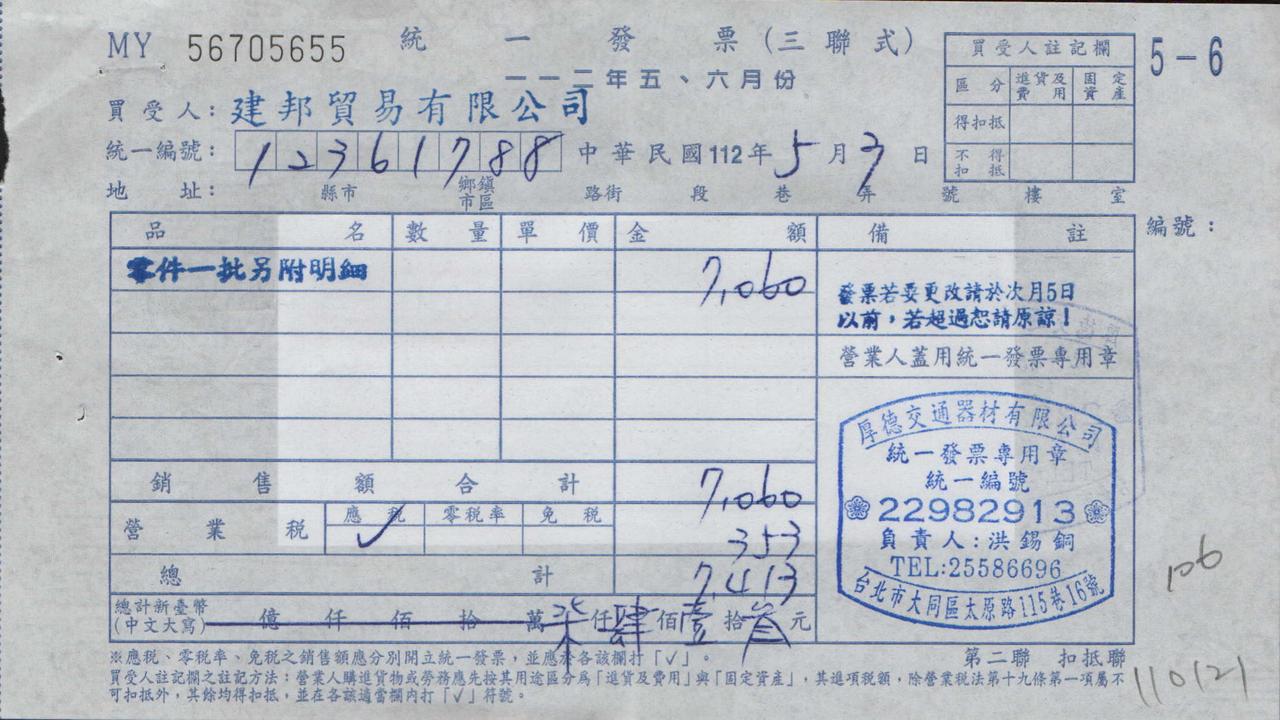 MY 56705655 統一發票(三聯式)
一一二年五、六月份
5-6
買受人註記欄
區分 進貨及費用 固定資產
得扣抵
不得扣抵
買受人:建邦貿易有限公司
統一編號:12361788 中華民國112年5月3日
地址: 縣市 鄉鎮市區 路街 段 巷 弄 號 樓 室
品名 數量 單價 金額 備註
編號:
零件一批另附明細 7,060
發票若要更改請於次月5日
以前,若超過恕請原諒!
營業人蓋用統一發票專用章
銷售額合計 7,060
營業稅 應稅 ✓ 零稅率 免稅 353
總計 7,413
總計新臺幣(中文大寫) 億仟佰拾萬柒仟肆佰壹拾叁元
厚德交通器材有限公司
統一發票專用章
統一編號
22982913
負責人:洪錫銅
TEL:25586696
台北市大同區太原路115巷16號
106
※應稅、零稅率、免稅之銷售額應分別開立統一發票,並應於各該欄打「✓」。
第二聯 扣抵聯
買受人註記欄之註記方法:營業人購進貨物或勞務應先按其用途區分為「進貨及費用」與「固定資產」,其進項稅額,除營業稅法第十九條第一項屬不
可扣抵外,其餘均得扣抵,並在各該適當欄內打「✓」符號。
110121